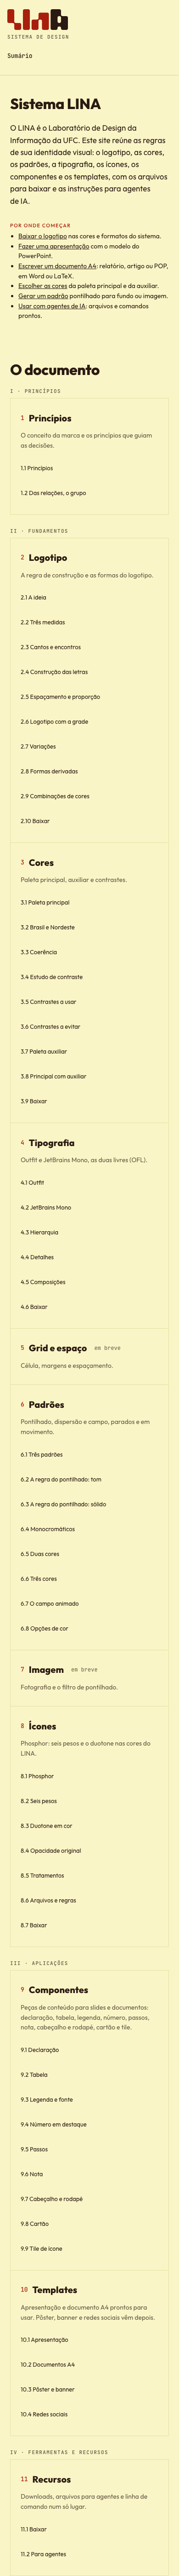 LINA
SISTEMA DE DESIGN
Sumário
Sistema LINA
O LINA é o Laboratório de Design da
Informação da UFC. Este site reúne as regras
de sua identidade visual: o logotipo, as cores,
os padrões, a tipografia, os ícones, os
componentes e os templates, com os arquivos
para baixar e as instruções para agentes
de IA.
POR ONDE COMEÇAR
Baixar o logotipo nas cores e formatos do sistema.
Fazer uma apresentação com o modelo do
PowerPoint.
Escrever um documento A4: relatório, artigo ou POP,
em Word ou LaTeX.
Escolher as cores da paleta principal e da auxiliar.
Gerar um padrão pontilhado para fundo ou imagem.
Usar com agentes de IA: arquivos e comandos
prontos.
O documento
I · PRINCÍPIOS
1 Princípios
O conceito da marca e os princípios que guiam
as decisões.
1.1 Princípios
1.2 Das relações, o grupo
II · FUNDAMENTOS
2 Logotipo
A regra de construção e as formas do logotipo.
2.1 A ideia
2.2 Três medidas
2.3 Cantos e encontros
2.4 Construção das letras
2.5 Espaçamento e proporção
2.6 Logotipo com a grade
2.7 Variações
2.8 Formas derivadas
2.9 Combinações de cores
2.10 Baixar
3 Cores
Paleta principal, auxiliar e contrastes.
3.1 Paleta principal
3.2 Brasil e Nordeste
3.3 Coerência
3.4 Estudo de contraste
3.5 Contrastes a usar
3.6 Contrastes a evitar
3.7 Paleta auxiliar
3.8 Principal com auxiliar
3.9 Baixar
4 Tipografia
Outfit e JetBrains Mono, as duas livres (OFL).
4.1 Outfit
4.2 JetBrains Mono
4.3 Hierarquia
4.4 Detalhes
4.5 Composições
4.6 Baixar
5 Grid e espaço em breve
Célula, margens e espaçamento.
6 Padrões
Pontilhado, dispersão e campo, parados e em
movimento.
6.1 Três padrões
6.2 A regra do pontilhado: tom
6.3 A regra do pontilhado: sólido
6.4 Monocromáticos
6.5 Duas cores
6.6 Três cores
6.7 O campo animado
6.8 Opções de cor
7 Imagem em breve
Fotografia e o filtro de pontilhado.
8 Ícones
Phosphor: seis pesos e o duotone nas cores do
LINA.
8.1 Phosphor
8.2 Seis pesos
8.3 Duotone em cor
8.4 Opacidade original
8.5 Tratamentos
8.6 Arquivos e regras
8.7 Baixar
III · APLICAÇÕES
9 Componentes
Peças de conteúdo para slides e documentos:
declaração, tabela, legenda, número, passos,
nota, cabeçalho e rodapé, cartão e tile.
9.1 Declaração
9.2 Tabela
9.3 Legenda e fonte
9.4 Número em destaque
9.5 Passos
9.6 Nota
9.7 Cabeçalho e rodapé
9.8 Cartão
9.9 Tile de ícone
10 Templates
Apresentação e documento A4 prontos para
usar. Pôster, banner e redes sociais vêm depois.
10.1 Apresentação
10.2 Documentos A4
10.3 Pôster e banner
10.4 Redes sociais
IV · FERRAMENTAS E RECURSOS
11 Recursos
Downloads, arquivos para agentes e linha de
comando num só lugar.
11.1 Baixar
11.2 Para agentes